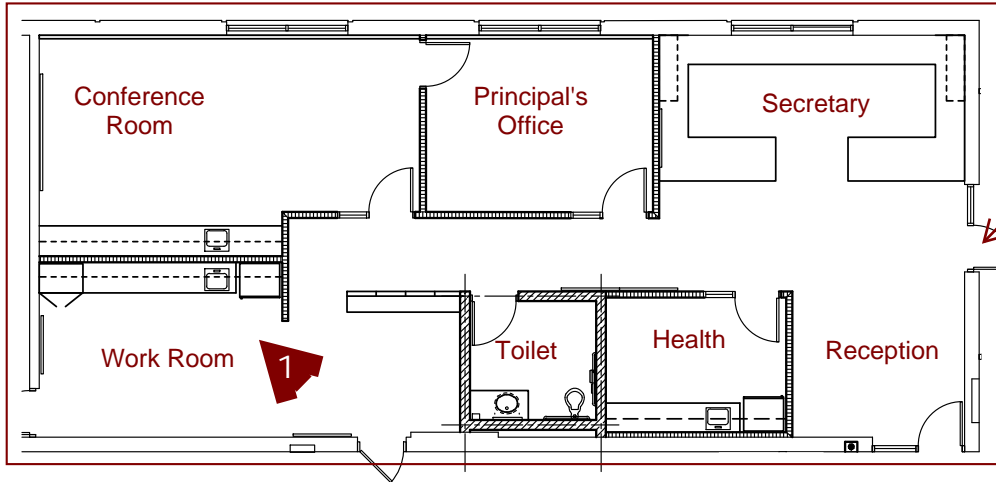 Conference
Room
Principal's
Office
Secretary
Work Room
1
Toilet
Health
Reception